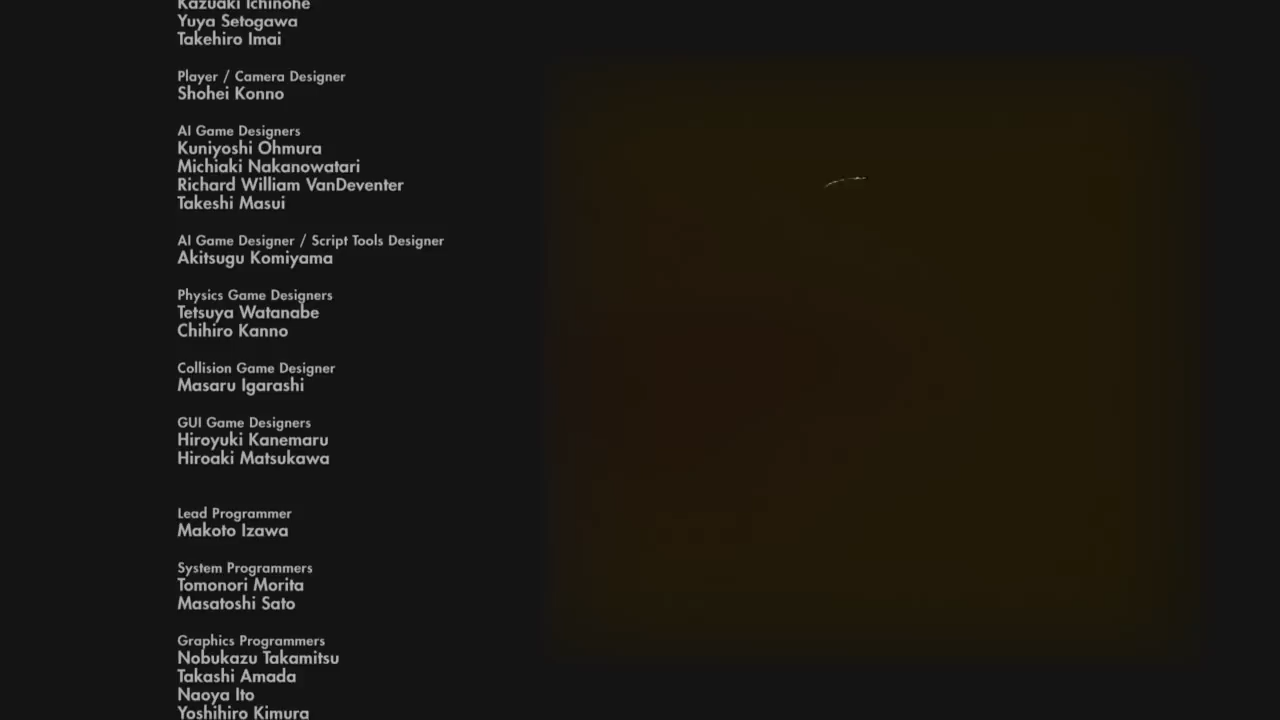 Kazuaki Ichinohe
Yuya Setogawa
Takehiro Imai
Player / Camera Designer
Shohei Konno
AI Game Designers
Kuniyoshi Ohmura
Michiaki Nakanowatari
Richard William VanDeventer
Takeshi Masui
AI Game Designer / Script Tools Designer
Akitsugu Komiyama
Physics Game Designers
Tetsuya Watanabe
Chihiro Kanno
Collision Game Designer
Masaru Igarashi
GUI Game Designers
Hiroyuki Kanemaru
Hiroaki Matsukawa
Lead Programmer
Makoto Izawa
System Programmers
Tomonori Morita
Masatoshi Sato
Graphics Programmers
Nobukazu Takamitsu
Takashi Amada
Naoya Ito
Yoshihiro Kimura